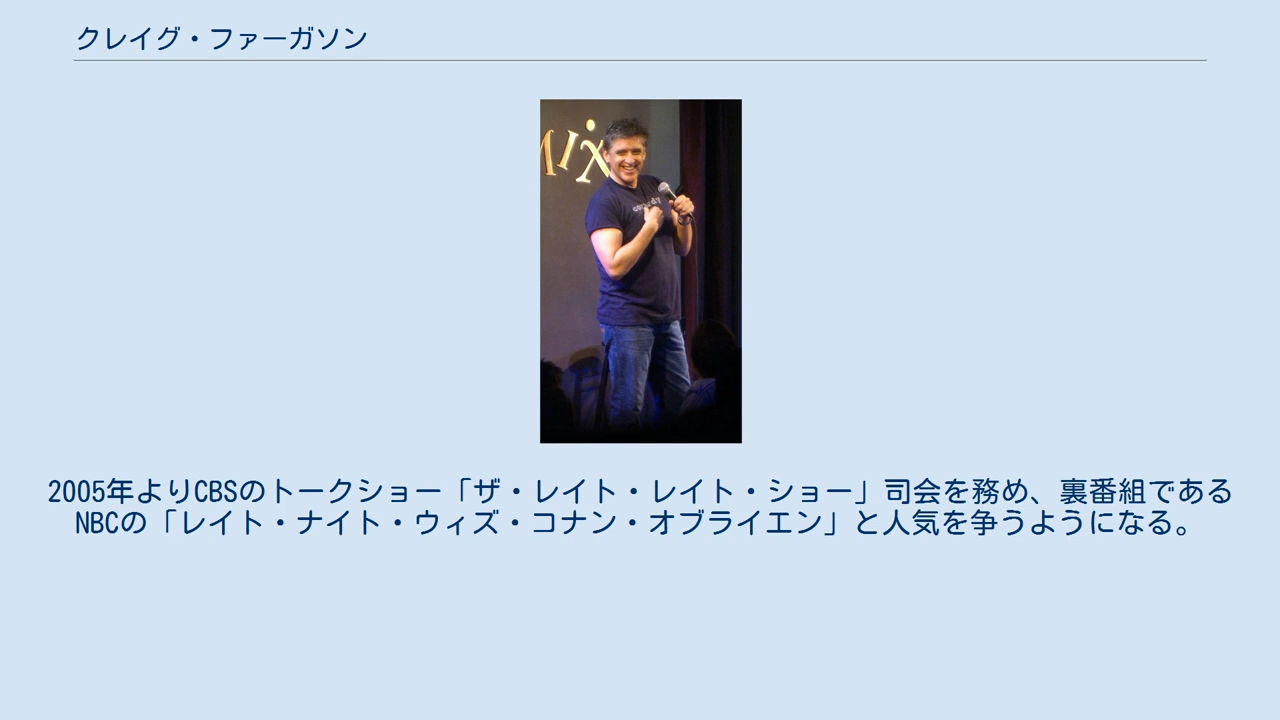 クレイグ・ファーガソン
MIX
2005年よりCBSのトークショー「ザ・レイト・レイト・ショー」司会を務め、裏番組である
NBCの「レイト・ナイト・ウィズ・コナン・オブライエン」と人気を争うようになる。